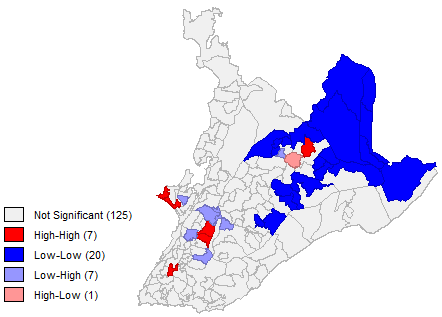 Not Significant (125)
High-High (7)
Low-Low (20)
Low-High (7)
High-Low (1)